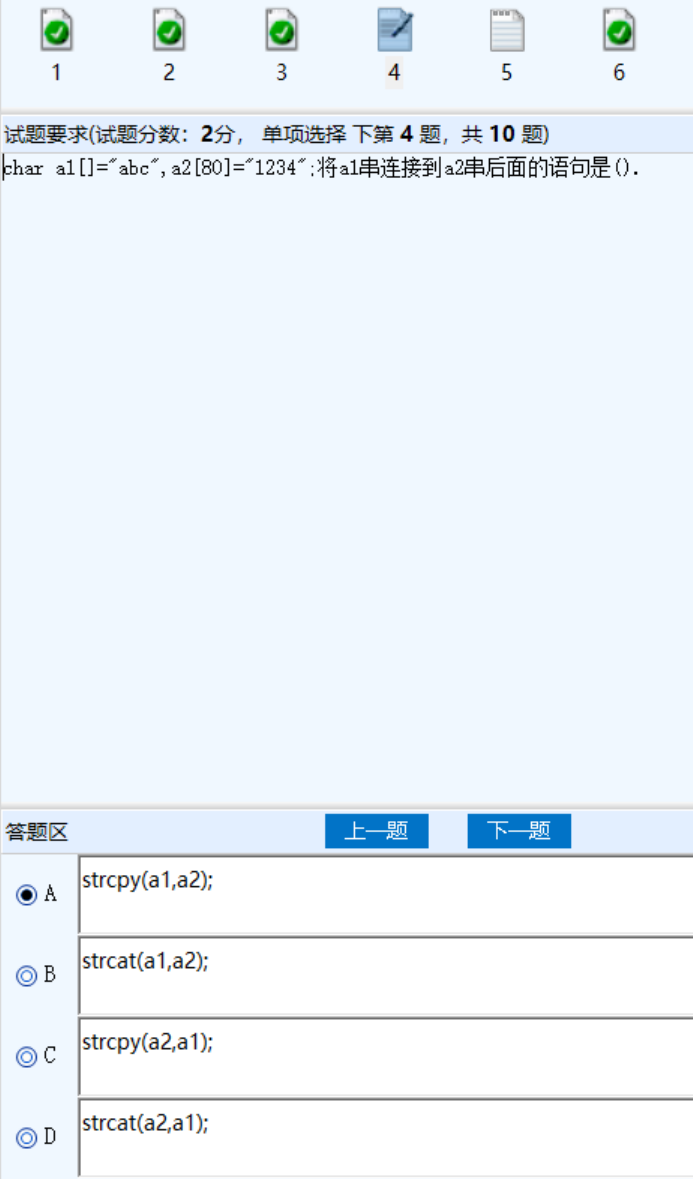 1 2 3 4 5 6
试题要求(试题分数：2分， 单项选择 下第 4 题，共 10 题)
char a1[]="abc",a2[80]="1234";将a1串连接到a2串后面的语句是().
答题区 上一题 下一题
A strcpy(a1,a2);
B strcat(a1,a2);
C strcpy(a2,a1);
D strcat(a2,a1);